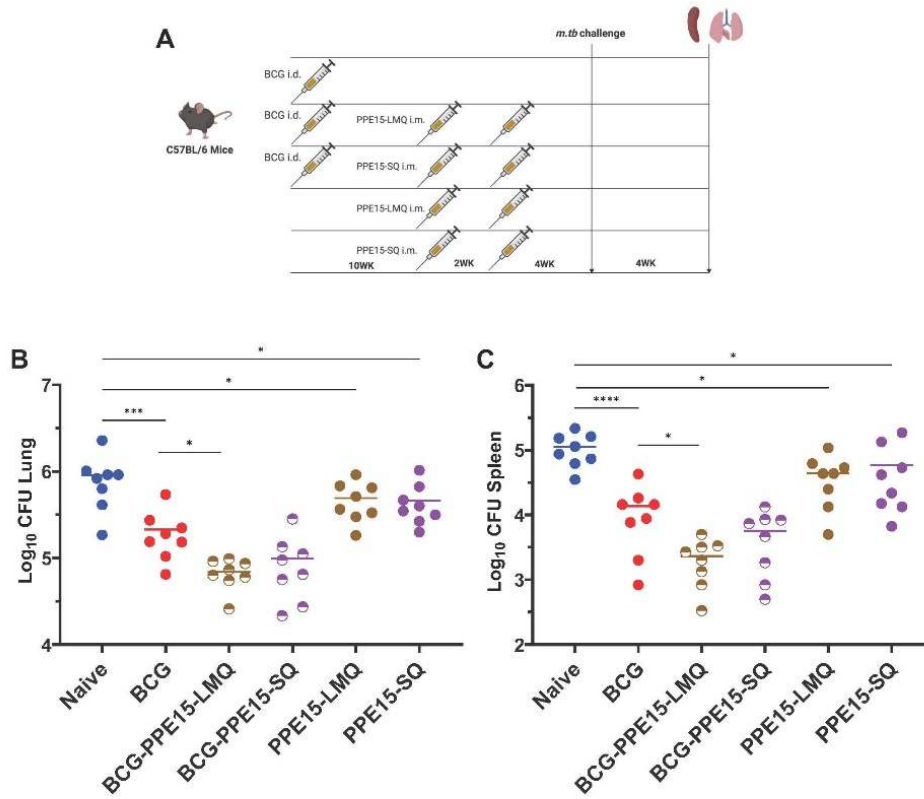 A
m.tb challenge
BCG i.d.
BCG i.d.
PPE15-LMQ i.m.
C57BL/6 Mice
BCG i.d.
PPE15-SQ i.m.
PPE15-LMQ i.m.
PPE15-SQ i.m.
10WK
2WK
4WK
4WK
B
*
*
***
*
Log10 CFU Lung
7
6
5
4
Naive
BCG
BCG-PPE15-LMQ
BCG-PPE15-SQ
PPE15-LMQ
PPE15-SQ
C
*
*
****
*
Log10 CFU Spleen
6
5
4
3
2
Naive
BCG
BCG-PPE15-LMQ
BCG-PPE15-SQ
PPE15-LMQ
PPE15-SQ